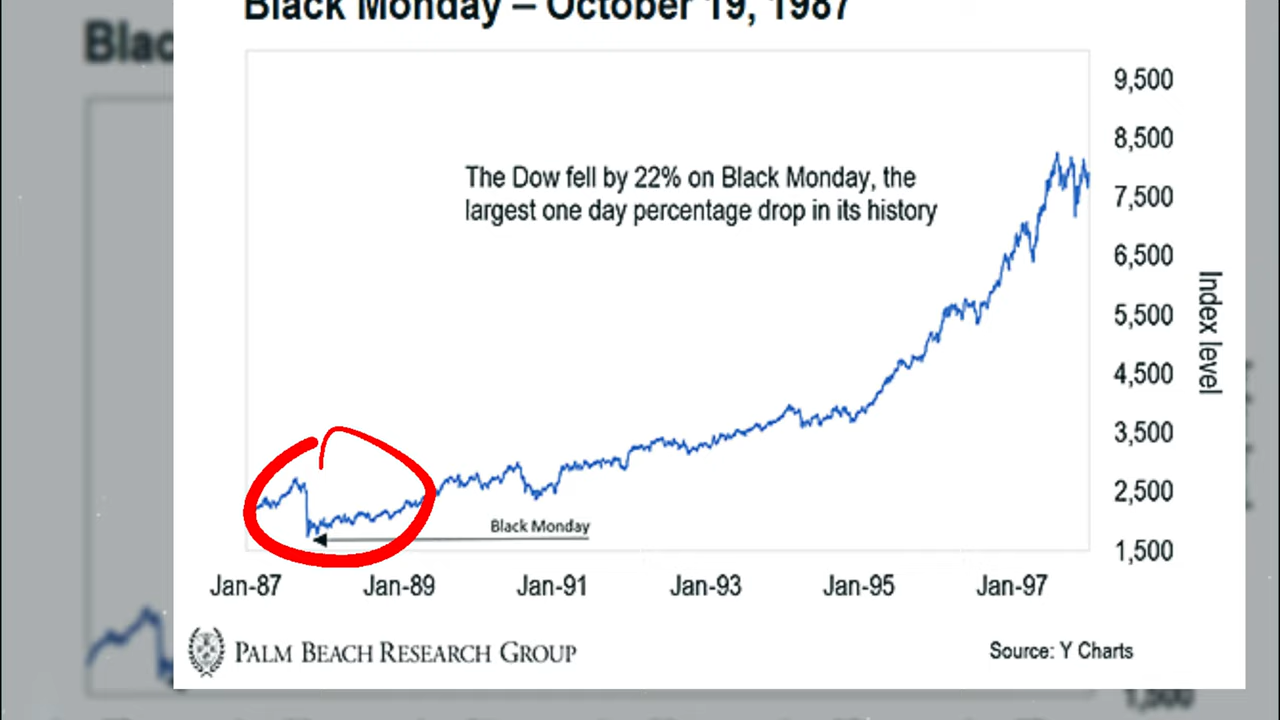 Black Monday – October 19, 1987
Blac
9,500
8,500
The Dow fell by 22% on Black Monday, the
largest one day percentage drop in its history
7,500
6,500
5,500
Index level
4,500
3,500
2,500
Black Monday
1,500
Jan-87 Jan-89 Jan-91 Jan-93 Jan-95 Jan-97
PALM BEACH RESEARCH GROUP
Source: Y Charts
1,500